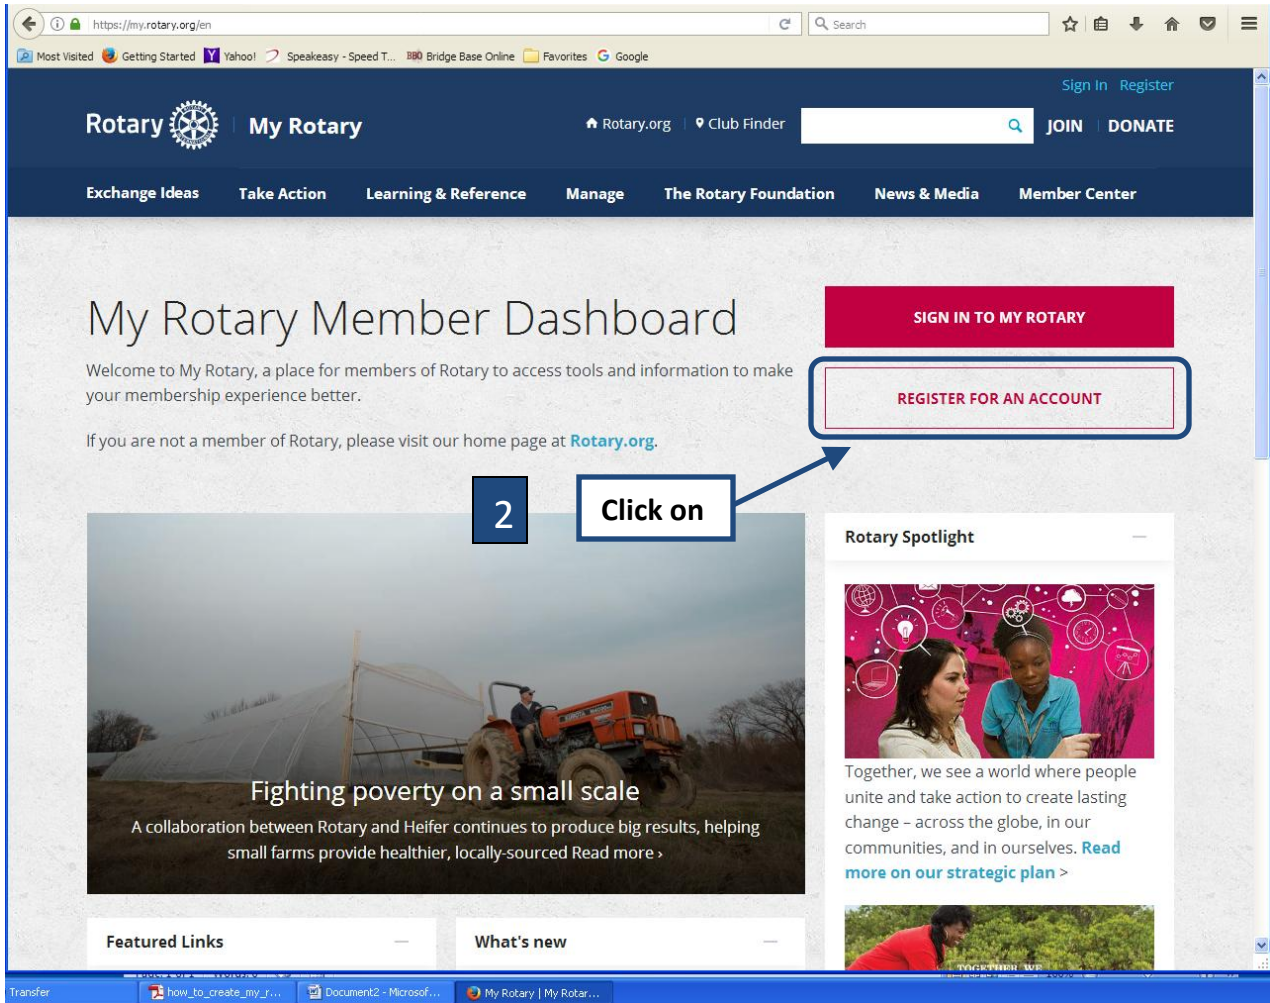 https://my.rotary.org/en
Search
Most Visited Getting Started Yahoo! Speakeasy - Speed T... BBO Bridge Base Online Favorites Google
Sign In Register
Rotary My Rotary Rotary.org Club Finder JOIN DONATE
Exchange Ideas Take Action Learning & Reference Manage The Rotary Foundation News & Media Member Center
My Rotary Member Dashboard
Welcome to My Rotary, a place for members of Rotary to access tools and information to make
your membership experience better.
If you are not a member of Rotary, please visit our home page at Rotary.org.
SIGN IN TO MY ROTARY
REGISTER FOR AN ACCOUNT
2
Click on
Fighting poverty on a small scale
A collaboration between Rotary and Heifer continues to produce big results, helping
small farms provide healthier, locally-sourced Read more ›
Rotary Spotlight
Together, we see a world where people
unite and take action to create lasting
change – across the globe, in our
communities, and in ourselves. Read
more on our strategic plan >
TOGETHER, WE
Featured Links
What's new
Transfer how_to_create_my_r... Document2 - Microsof... My Rotary | My Rotar...